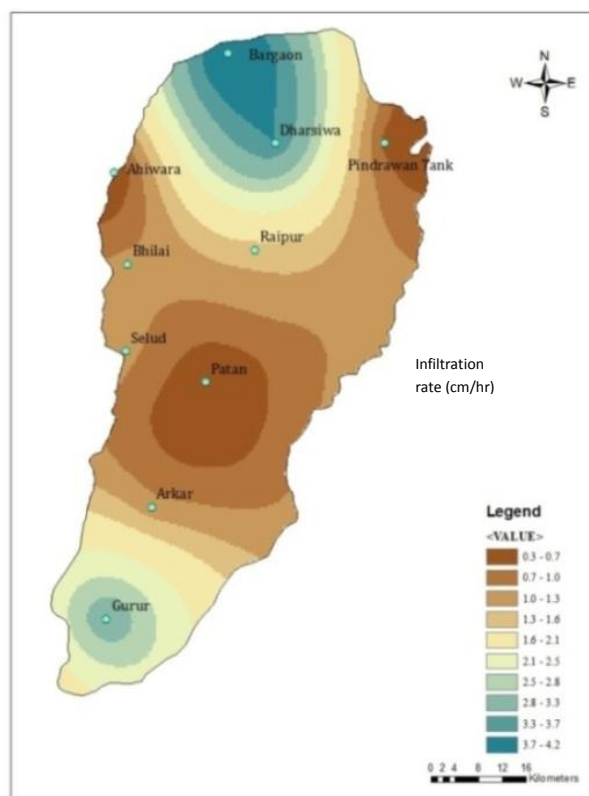 Bargaon
N
W E
S
Dharsiwa
Pindrawan Tank
Ahiwara
Raipur
Bhilai
Selud
Patan
Infiltration
rate (cm/hr)
Arkar
Gurur
Legend
<VALUE>
0.3 - 0.7
0.7 - 1.0
1.0 - 1.3
1.3 - 1.6
1.6 - 2.1
2.1 - 2.5
2.5 - 2.8
2.8 - 3.3
3.3 - 3.7
3.7 - 4.2
0 2 4 8 12 16
Kilometers